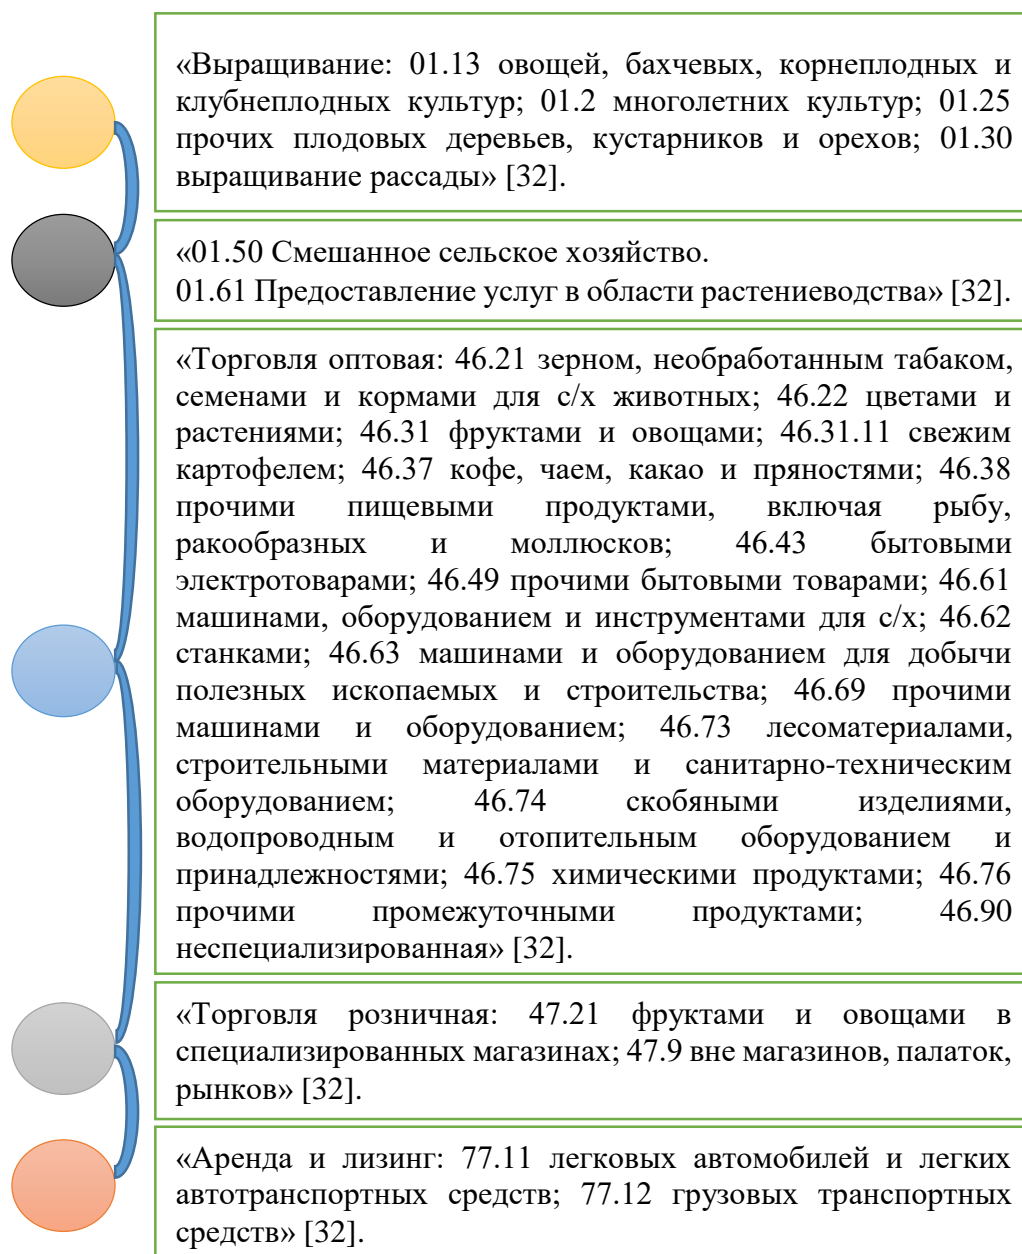 «Выращивание: 01.13 овощей, бахчевых, корнеплодных и
клубнеплодных культур; 01.2 многолетних культур; 01.25
прочих плодовых деревьев, кустарников и орехов; 01.30
выращивание рассады» [32].
«01.50 Смешанное сельское хозяйство.
01.61 Предоставление услуг в области растениеводства» [32].
«Торговля оптовая: 46.21 зерном, необработанным табаком,
семенами и кормами для с/х животных; 46.22 цветами и
растениями; 46.31 фруктами и овощами; 46.31.11 свежим
картофелем; 46.37 кофе, чаем, какао и пряностями; 46.38
прочими пищевыми продуктами, включая рыбу,
ракообразных и моллюсков; 46.43 бытовыми
электротоварами; 46.49 прочими бытовыми товарами; 46.61
машинами, оборудованием и инструментами для с/х; 46.62
станками; 46.63 машинами и оборудованием для добычи
полезных ископаемых и строительства; 46.69 прочими
машинами и оборудованием; 46.73 лесоматериалами,
строительными материалами и санитарно-техническим
оборудованием; 46.74 скобяными изделиями,
водопроводным и отопительным оборудованием и
принадлежностями; 46.75 химическими продуктами; 46.76
прочими промежуточными продуктами; 46.90
неспециализированная» [32].
«Торговля розничная: 47.21 фруктами и овощами в
специализированных магазинах; 47.9 вне магазинов, палаток,
рынков» [32].
«Аренда и лизинг: 77.11 легковых автомобилей и легких
автотранспортных средств; 77.12 грузовых транспортных
средств» [32].